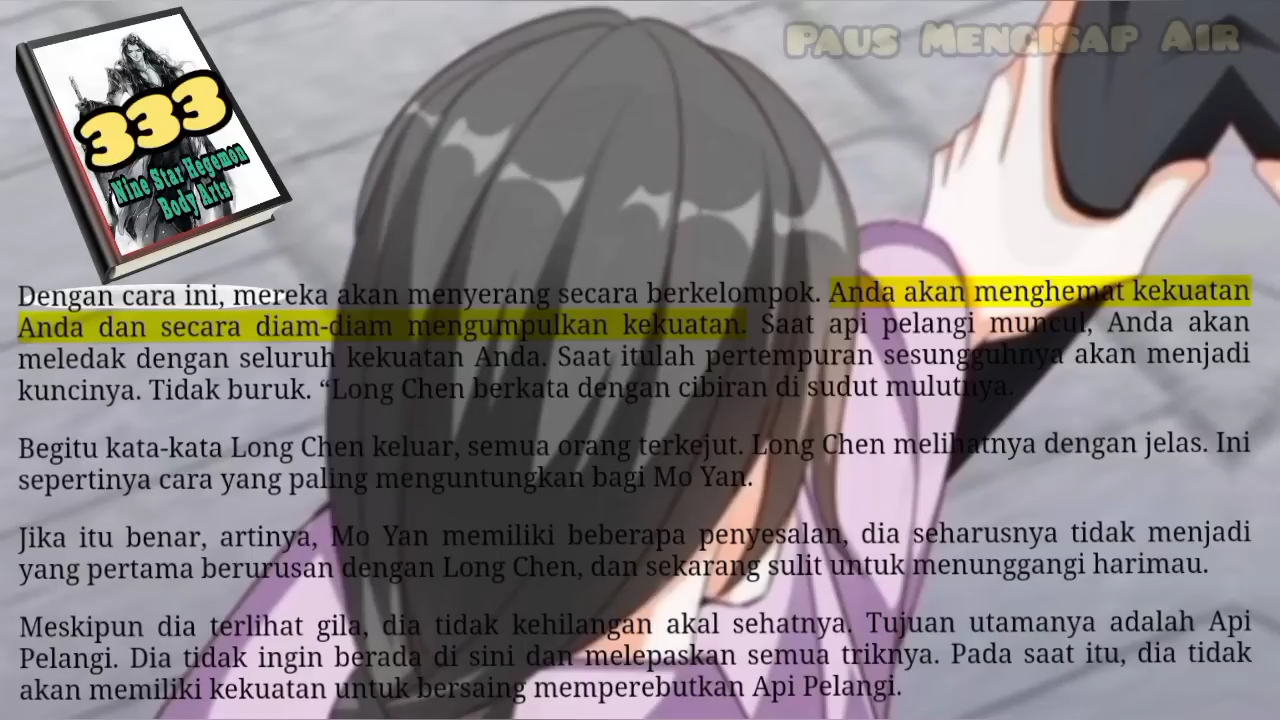 Paus Mengisap Air
333
Nine Star Hegemon
Body Arts
Dengan cara ini, mereka akan menyerang secara berkelompok. Anda akan menghemat kekuatan
Anda dan secara diam-diam mengumpulkan kekuatan. Saat api pelangi muncul, Anda akan
meledak dengan seluruh kekuatan Anda. Saat itulah pertempuran sesungguhnya akan menjadi
kuncinya. Tidak buruk. “Long Chen berkata dengan cibiran di sudut mulutnya.
Begitu kata-kata Long Chen keluar, semua orang terkejut. Long Chen melihatnya dengan jelas. Ini
sepertinya cara yang paling menguntungkan bagi Mo Yan.
Jika itu benar, artinya, Mo Yan memiliki beberapa penyesalan, dia seharusnya tidak menjadi
yang pertama berurusan dengan Long Chen, dan sekarang sulit untuk menunggangi harimau.
Meskipun dia terlihat gila, dia tidak kehilangan akal sehatnya. Tujuan utamanya adalah Api
Pelangi. Dia tidak ingin berada di sini dan melepaskan semua triknya. Pada saat itu, dia tidak
akan memiliki kekuatan untuk bersaing memperebutkan Api Pelangi.